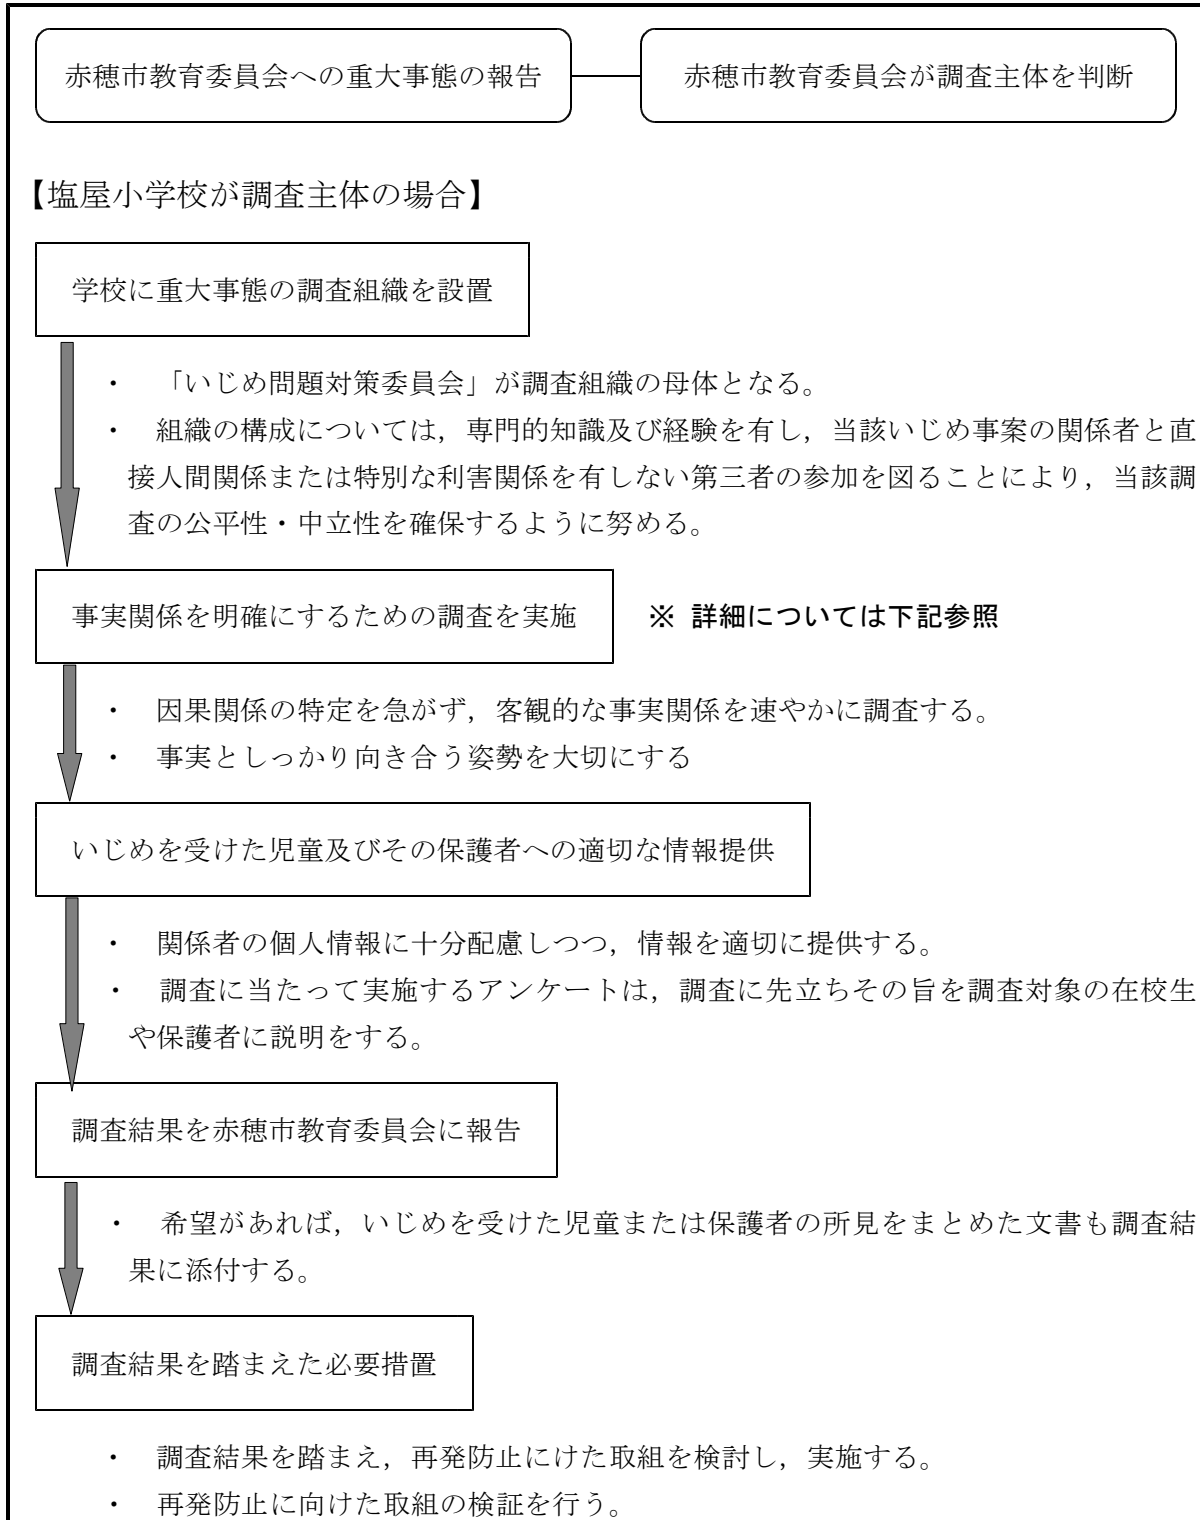 赤穂市教育委員会への重大事態の報告
赤穂市教育委員会が調査主体を判断
【塩屋小学校が調査主体の場合】
学校に重大事態の調査組織を設置
・　「いじめ問題対策委員会」が調査組織の母体となる。
・　組織の構成については，専門的知識及び経験を有し，当該いじめ事案の関係者と直
接人間関係または特別な利害関係を有しない第三者の参加を図ることにより，当該調
査の公平性・中立性を確保するように努める。
事実関係を明確にするための調査を実施
※ 詳細については下記参照
・　因果関係の特定を急がず，客観的な事実関係を速やかに調査する。
・　事実としっかり向き合う姿勢を大切にする
いじめを受けた児童及びその保護者への適切な情報提供
・　関係者の個人情報に十分配慮しつつ，情報を適切に提供する。
・　調査に当たって実施するアンケートは，調査に先立ちその旨を調査対象の在校生
や保護者に説明をする。
調査結果を赤穂市教育委員会に報告
・　希望があれば，いじめを受けた児童または保護者の所見をまとめた文書も調査結
果に添付する。
調査結果を踏まえた必要措置
・　調査結果を踏まえ，再発防止にけた取組を検討し，実施する。
・　再発防止に向けた取組の検証を行う。